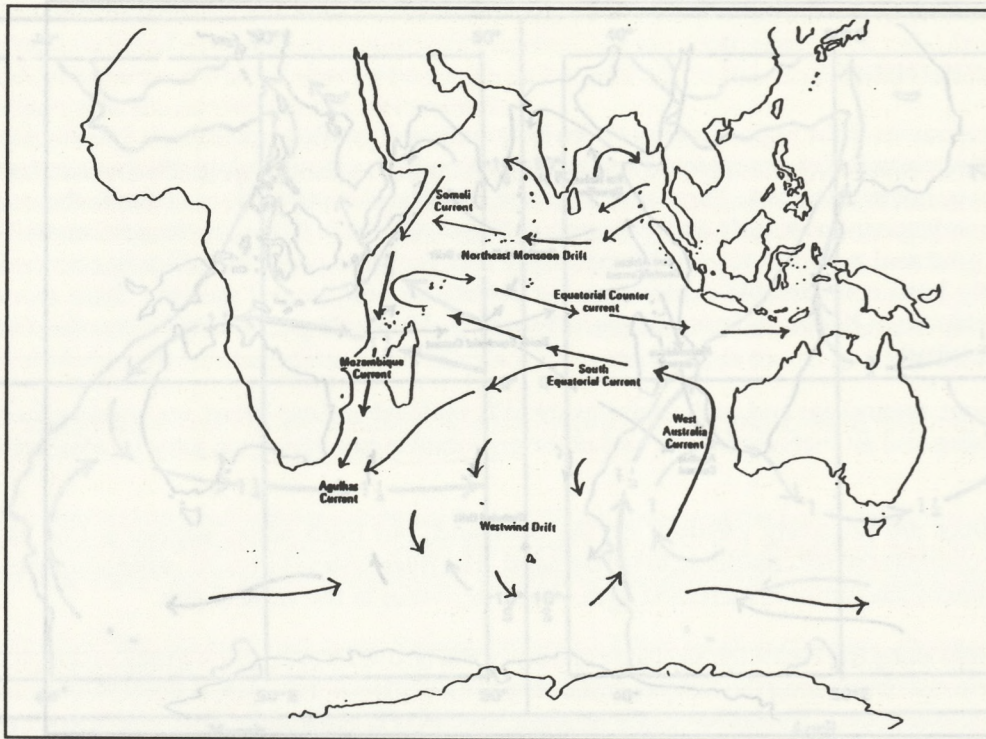 Somali
Current
Northeast Monsoon Drift
Equatorial Counter
current
Mozambique
Current
South
Equatorial Current
West
Australia
Current
Agulhas
Current
Westwind Drift